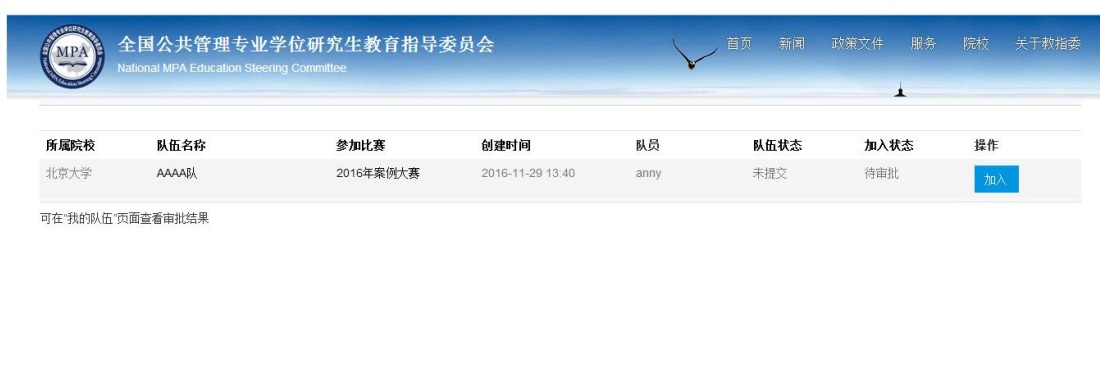 MPA
全国公共管理专业学位研究生教育指导委员会
National MPA Education Steering Committee
首页 新闻 政策文件 服务 院校 关于教指委
所属院校 队伍名称 参加比赛 创建时间 队员 队伍状态 加入状态 操作
北京大学 AAAA队 2016年案例大赛 2016-11-29 13:40 anny 未提交 待审批 加入
可在“我的队伍”页面查看审批结果